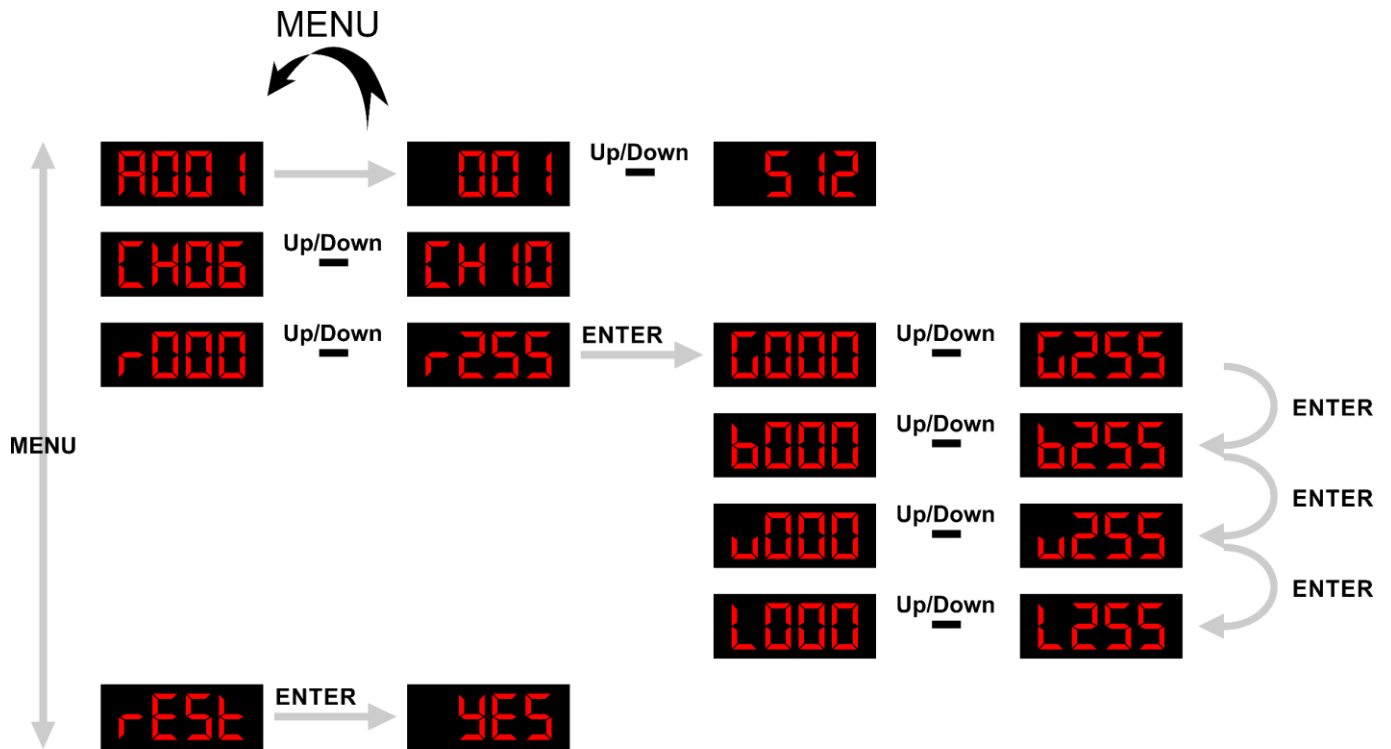 MENU
A001 001 Up/Down 512
CH06 Up/Down CH10
r000 Up/Down r255 ENTER G000 Up/Down G255
ENTER
MENU b000 Up/Down b255
ENTER
u000 Up/Down u255
ENTER
L000 Up/Down L255
rESt ENTER YES